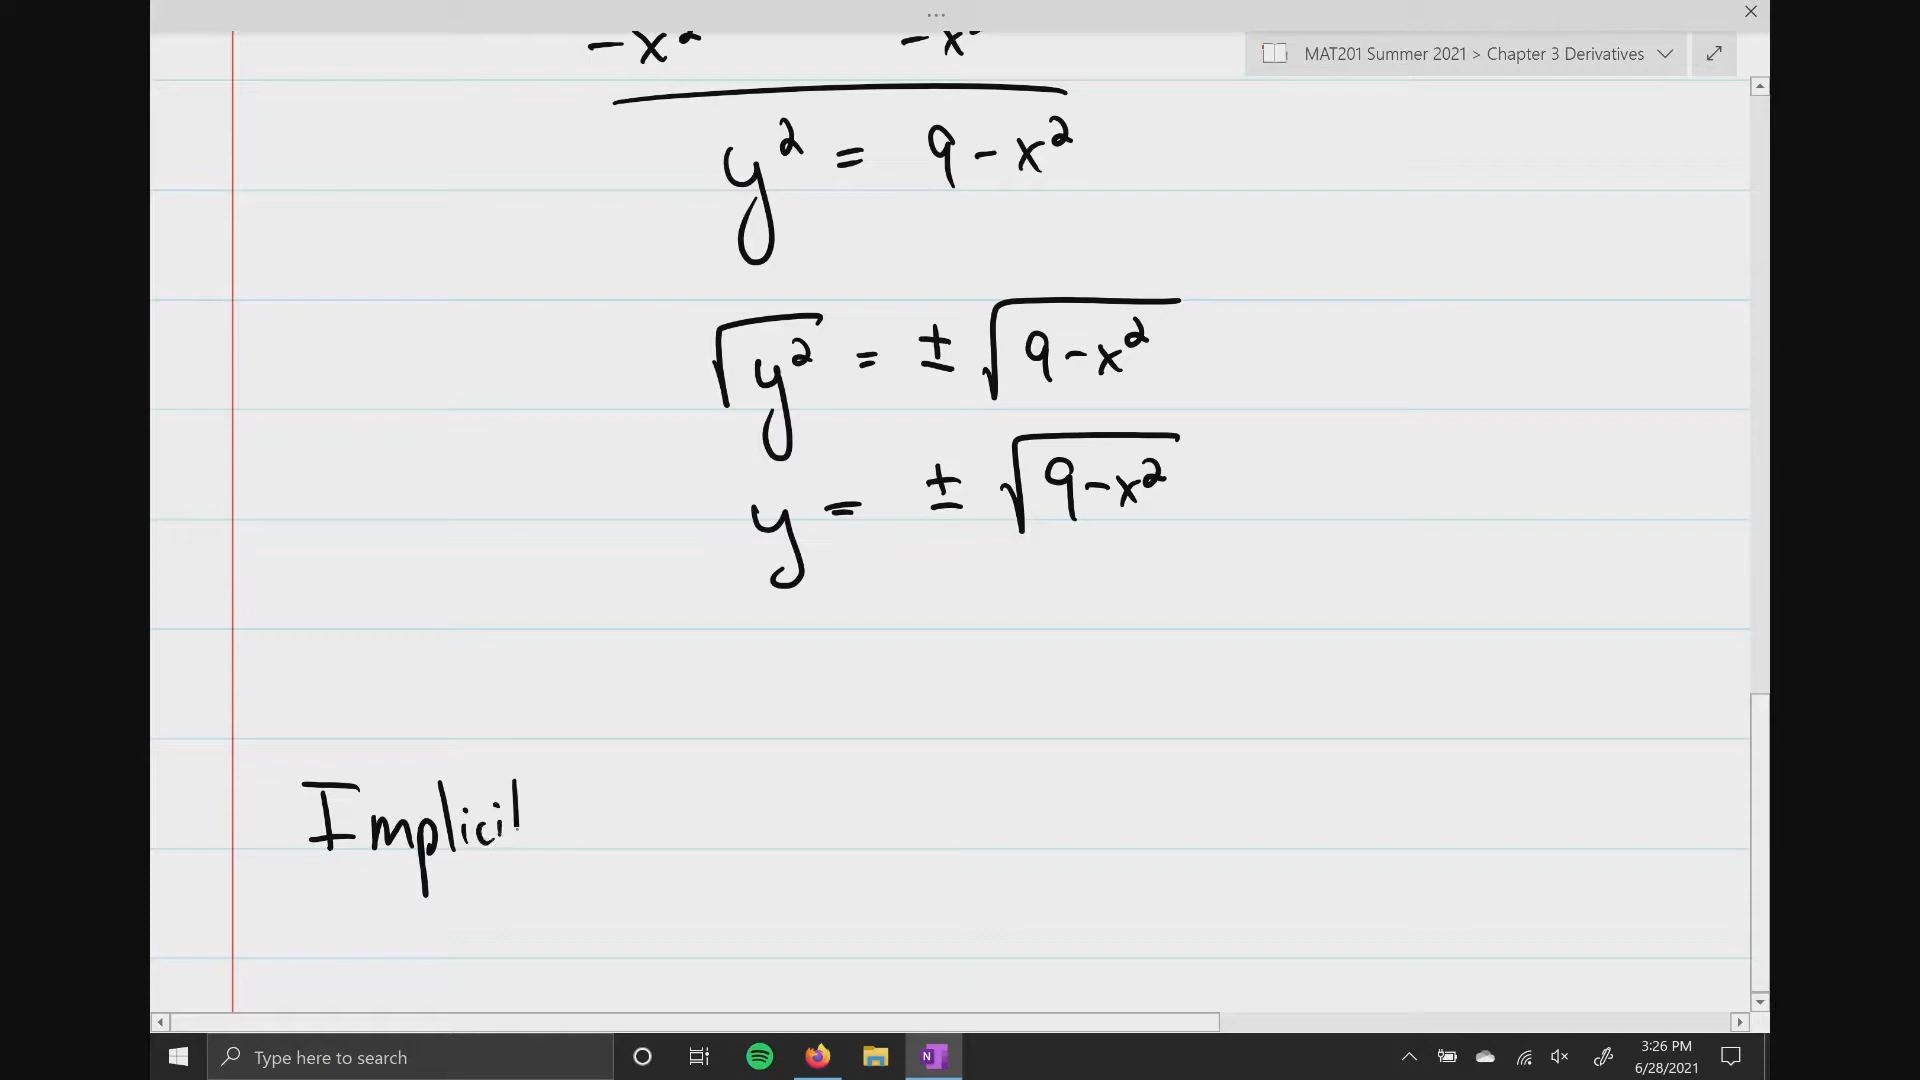 MAT201 Summer 2021 > Chapter 3 Derivatives
-x² -x²
y² = 9-x²
√y² = ± √9-x²
y = ± √9-x²
Implicit
Type here to search
N
3:26 PM
6/28/2021